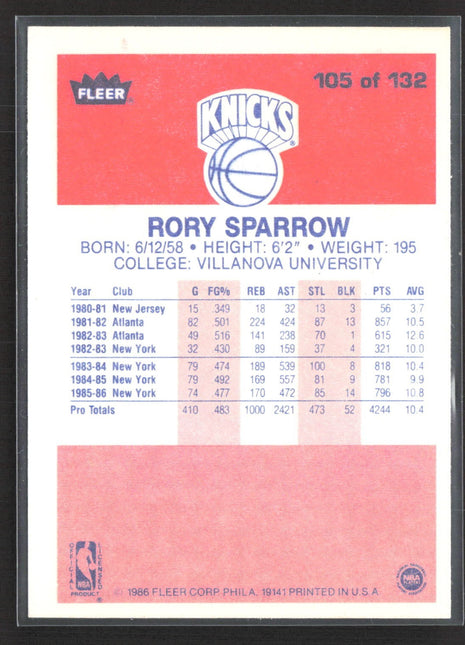 FLEER
105 of 132
KNICKS
RORY SPARROW
BORN: 6/12/58 • HEIGHT: 6'2" • WEIGHT: 195
COLLEGE: VILLANOVA UNIVERSITY
Year Club G FG% REB AST STL BLK PTS AVG
1980-81 New Jersey 15 .349 18 32 13 3 56 3.7
1981-82 Atlanta 82 .501 224 424 87 13 857 10.5
1982-83 Atlanta 49 .516 141 238 70 1 615 12.6
1982-83 New York 32 .430 89 159 37 4 321 10.0
1983-84 New York 79 .474 189 539 100 8 818 10.4
1984-85 New York 79 .492 169 557 81 9 781 9.9
1985-86 New York 74 .477 170 472 85 14 796 10.8
Pro Totals 410 .483 1000 2421 473 52 4244 10.4
OFFICIAL LICENSED
NBA
PRODUCT
© 1986 FLEER CORP. PHILA. 19141 PRINTED IN U.S.A.
NBA
PLAYERS